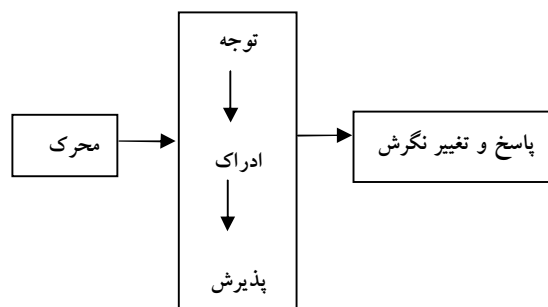 توجه
محرک
ادراک
پاسخ و تغییر نگرش
پذیرش